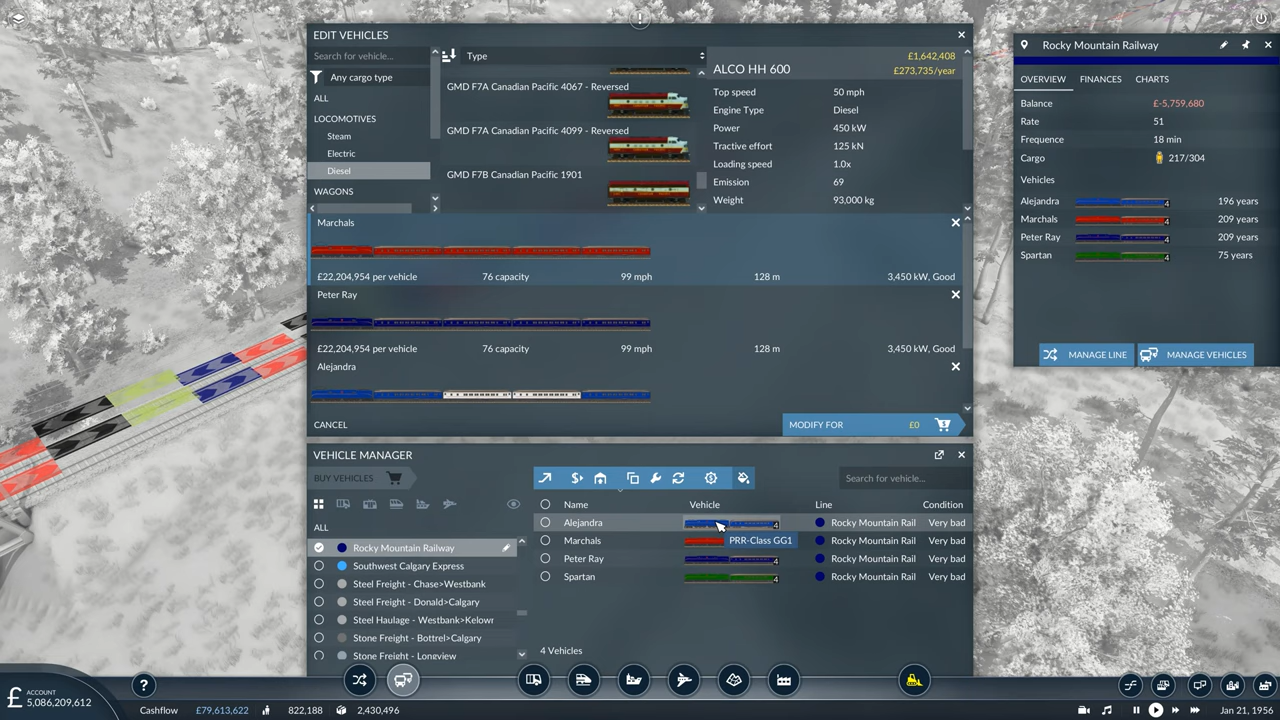 EDIT VEHICLES
Search for vehicle...
Type
Any cargo type
ALL
LOCOMOTIVES
Steam
Electric
Diesel
WAGONS
GMD F7A Canadian Pacific 4067 - Reversed
GMD F7A Canadian Pacific 4099 - Reversed
GMD F7B Canadian Pacific 1901
£1,642,408
ALCO HH 600
£273,735/year
Top speed 50 mph
Engine Type Diesel
Power 450 kW
Tractive effort 125 kN
Loading speed 1.0x
Emission 69
Weight 93,000 kg
Marchals
£22,204,954 per vehicle 76 capacity 99 mph 128 m 3,450 kW, Good
Peter Ray
£22,204,954 per vehicle 76 capacity 99 mph 128 m 3,450 kW, Good
Alejandra
CANCEL
MODIFY FOR £0
Rocky Mountain Railway
OVERVIEW FINANCES CHARTS
Balance £-5,759,680
Rate 51
Frequence 18 min
Cargo 217/304
Vehicles
Alejandra 4 196 years
Marchals 4 209 years
Peter Ray 4 209 years
Spartan 4 75 years
MANAGE LINE MANAGE VEHICLES
VEHICLE MANAGER
BUY VEHICLES
Search for vehicle...
ALL
Rocky Mountain Railway
Southwest Calgary Express
Steel Freight - Chase>Westbank
Steel Freight - Donald>Calgary
Steel Haulage - Westbank>Kelowr
Stone Freight - Bottrel>Calgary
Stone Freight - Longview
Name Vehicle Line Condition
Alejandra 4 Rocky Mountain Rail Very bad
Marchals PRR-Class GG1 Rocky Mountain Rail Very bad
Peter Ray 4 Rocky Mountain Rail Very bad
Spartan 4 Rocky Mountain Rail Very bad
4 Vehicles
£ ACCOUNT
5,086,209,612
?
Cashflow £79,613,622 822,188 2,430,496
Jan 21, 1956